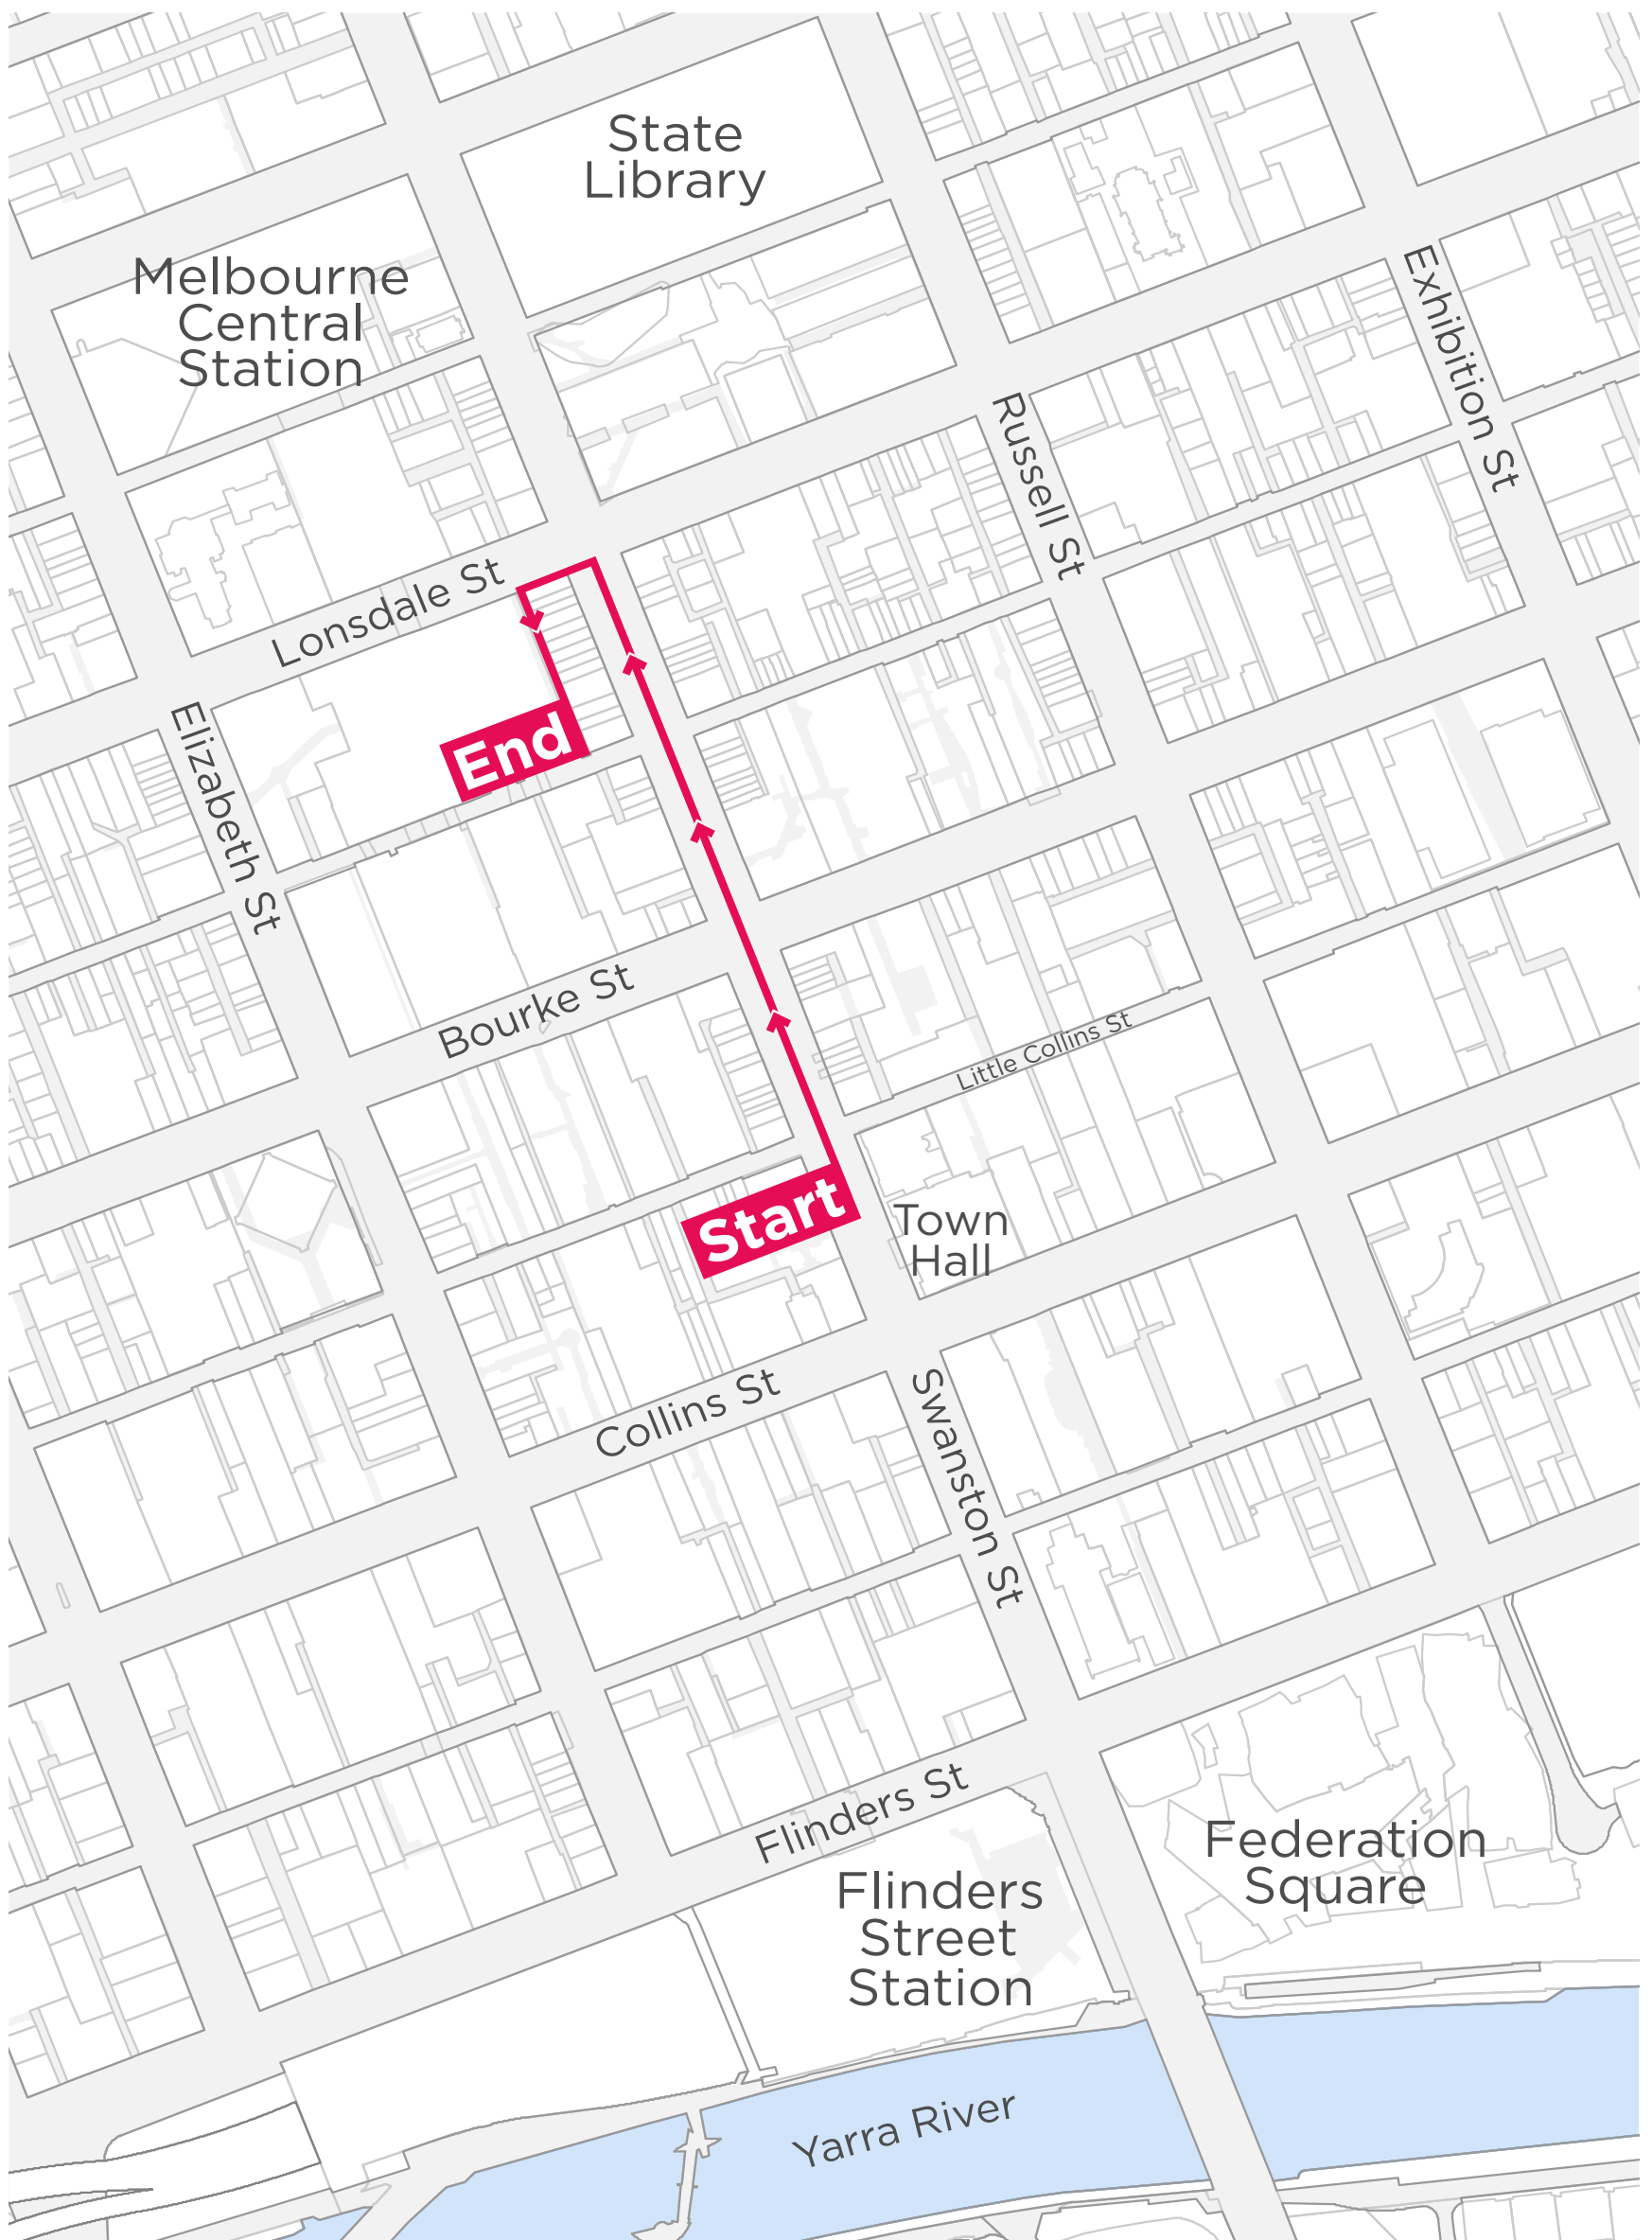 State
Library
Melbourne
Central
Station
Exhibition St
Russell St
Lonsdale St
Elizabeth St
End
Bourke St
Little Collins St
Start
Town
Hall
Collins St
Swanston St
Flinders St
Federation
Square
Flinders
Street
Station
Yarra River